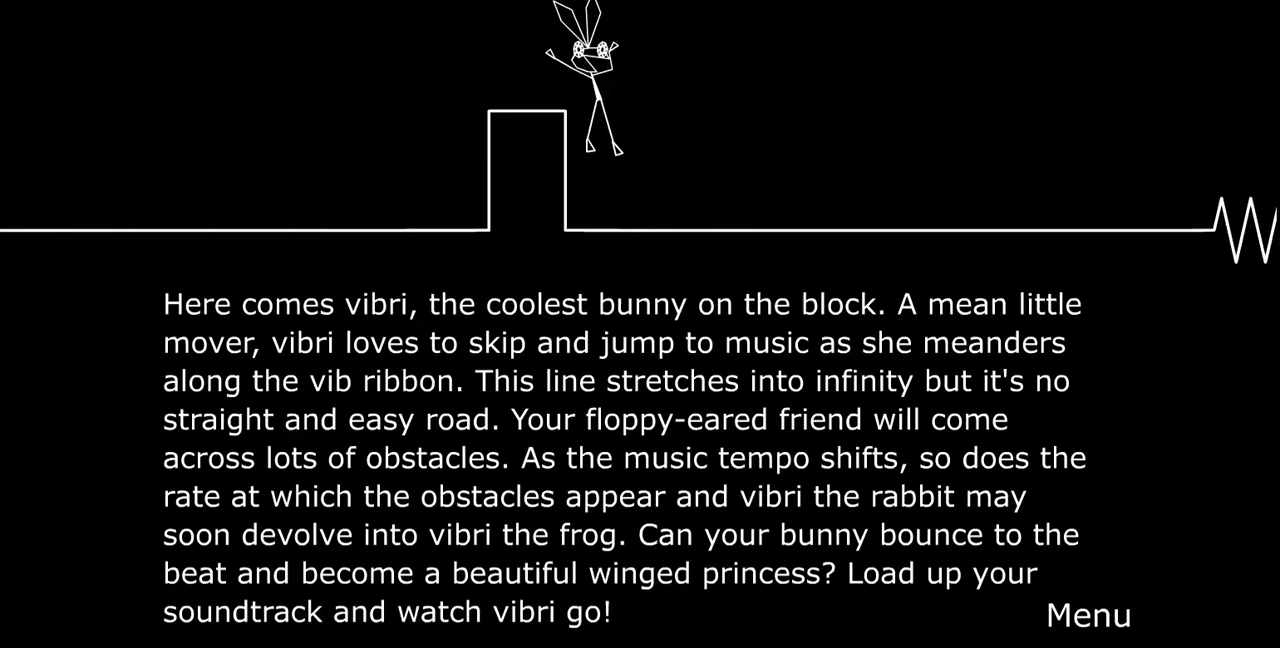 Here comes vibri, the coolest bunny on the block. A mean little
mover, vibri loves to skip and jump to music as she meanders
along the vib ribbon. This line stretches into infinity but it's no
straight and easy road. Your floppy-eared friend will come
across lots of obstacles. As the music tempo shifts, so does the
rate at which the obstacles appear and vibri the rabbit may
soon devolve into vibri the frog. Can your bunny bounce to the
beat and become a beautiful winged princess? Load up your
soundtrack and watch vibri go!
Menu